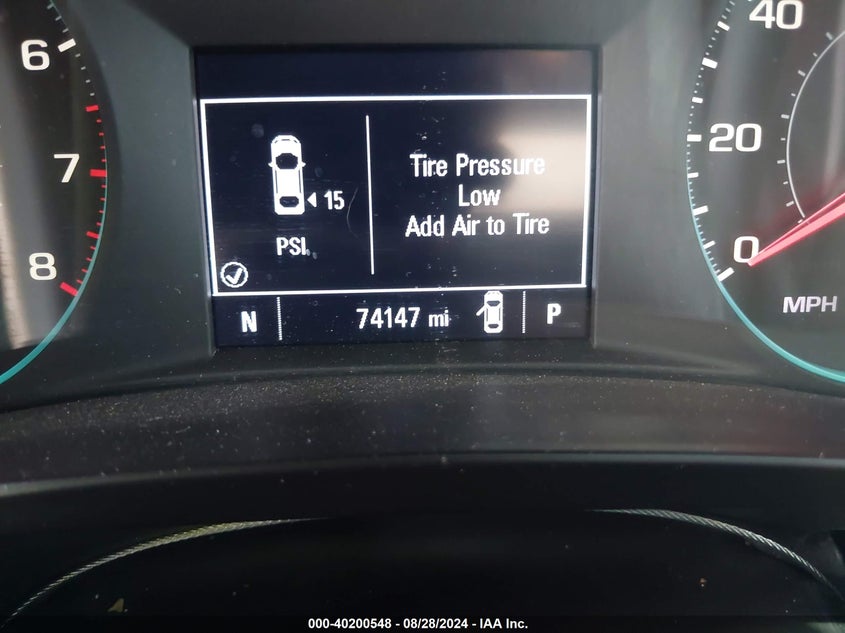 6
7
8
15
PSI
Tire Pressure
Low
Add Air to Tire
N
74147 mi
P
40
20
0
MPH
000-40200548 - 08/28/2024 - IAA Inc.